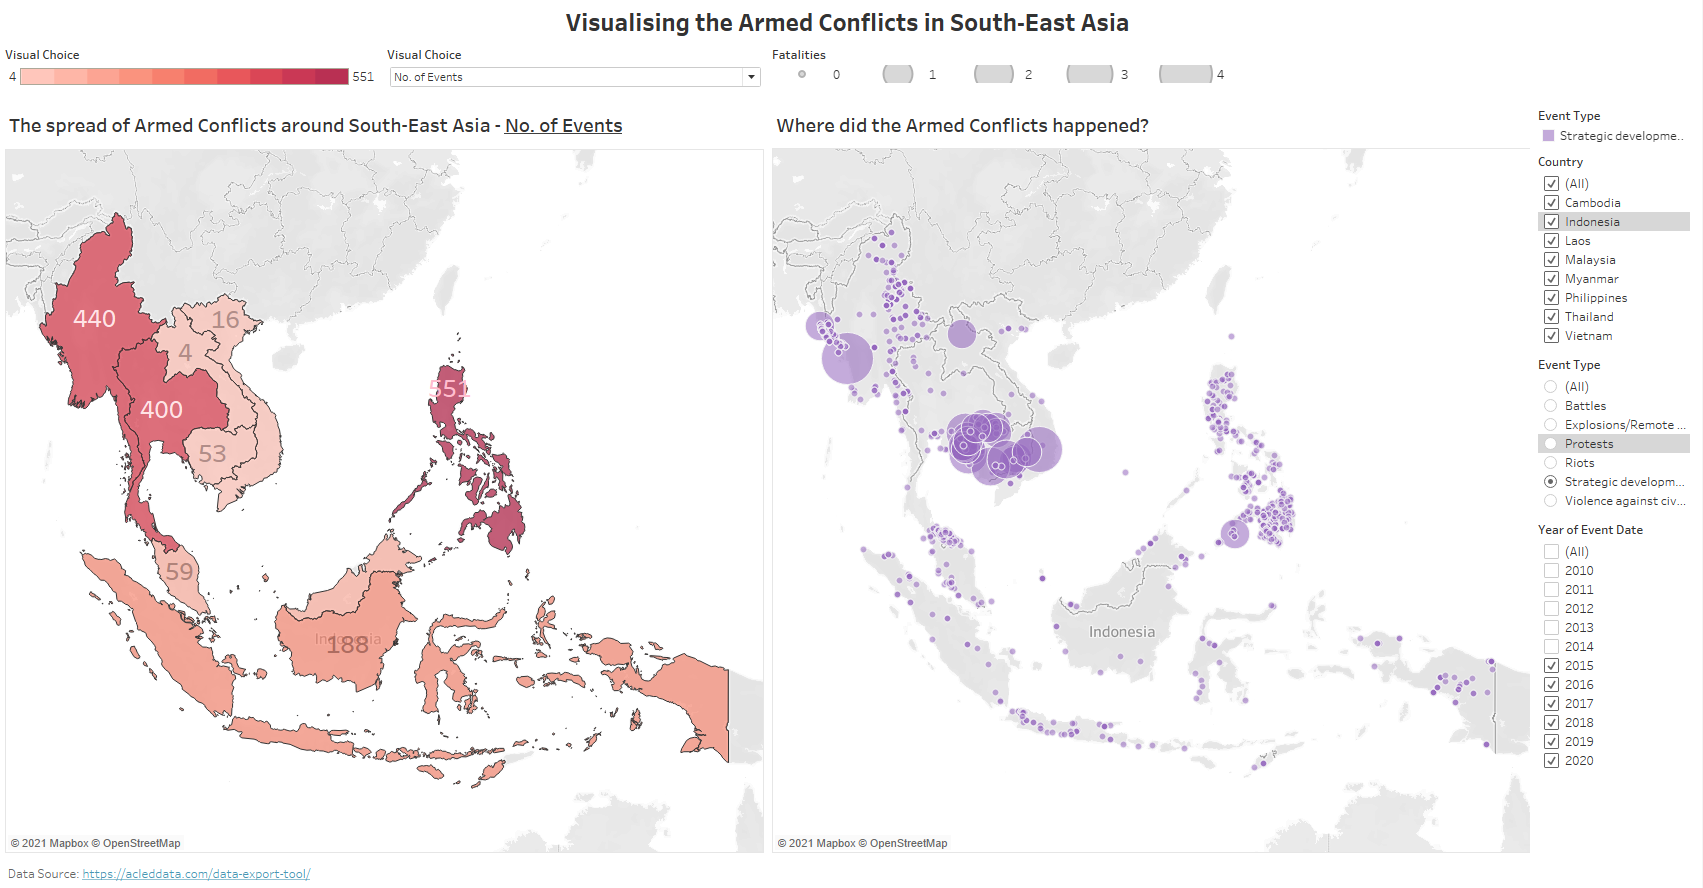 Visualising the Armed Conflicts in South-East Asia
Visual Choice
4 551
Visual Choice
No. of Events
Fatalities
0 1 2 3 4
The spread of Armed Conflicts around South-East Asia - No. of Events
440
16
4
400
53
551
59
Indonesia
188
© 2021 Mapbox © OpenStreetMap
Where did the Armed Conflicts happened?
Indonesia
© 2021 Mapbox © OpenStreetMap
Event Type
Strategic developme..
Country
(All)
Cambodia
Indonesia
Laos
Malaysia
Myanmar
Philippines
Thailand
Vietnam
Event Type
(All)
Battles
Explosions/Remote ...
Protests
Riots
Strategic developm...
Violence against civ...
Year of Event Date
(All)
2010
2011
2012
2013
2014
2015
2016
2017
2018
2019
2020
Data Source: https://acleddata.com/data-export-tool/